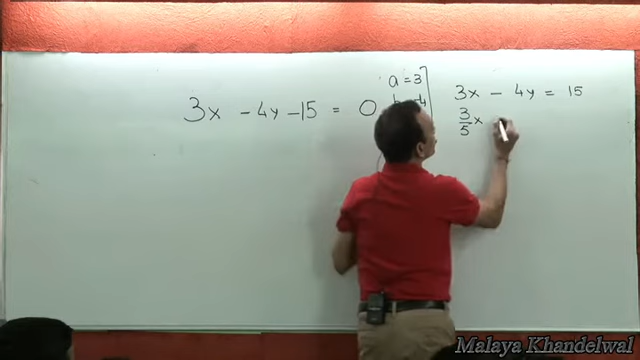 3x - 4y - 15 = 0
a = 3
3x - 4y = 15
3/5 x
Malaya Khandelwal